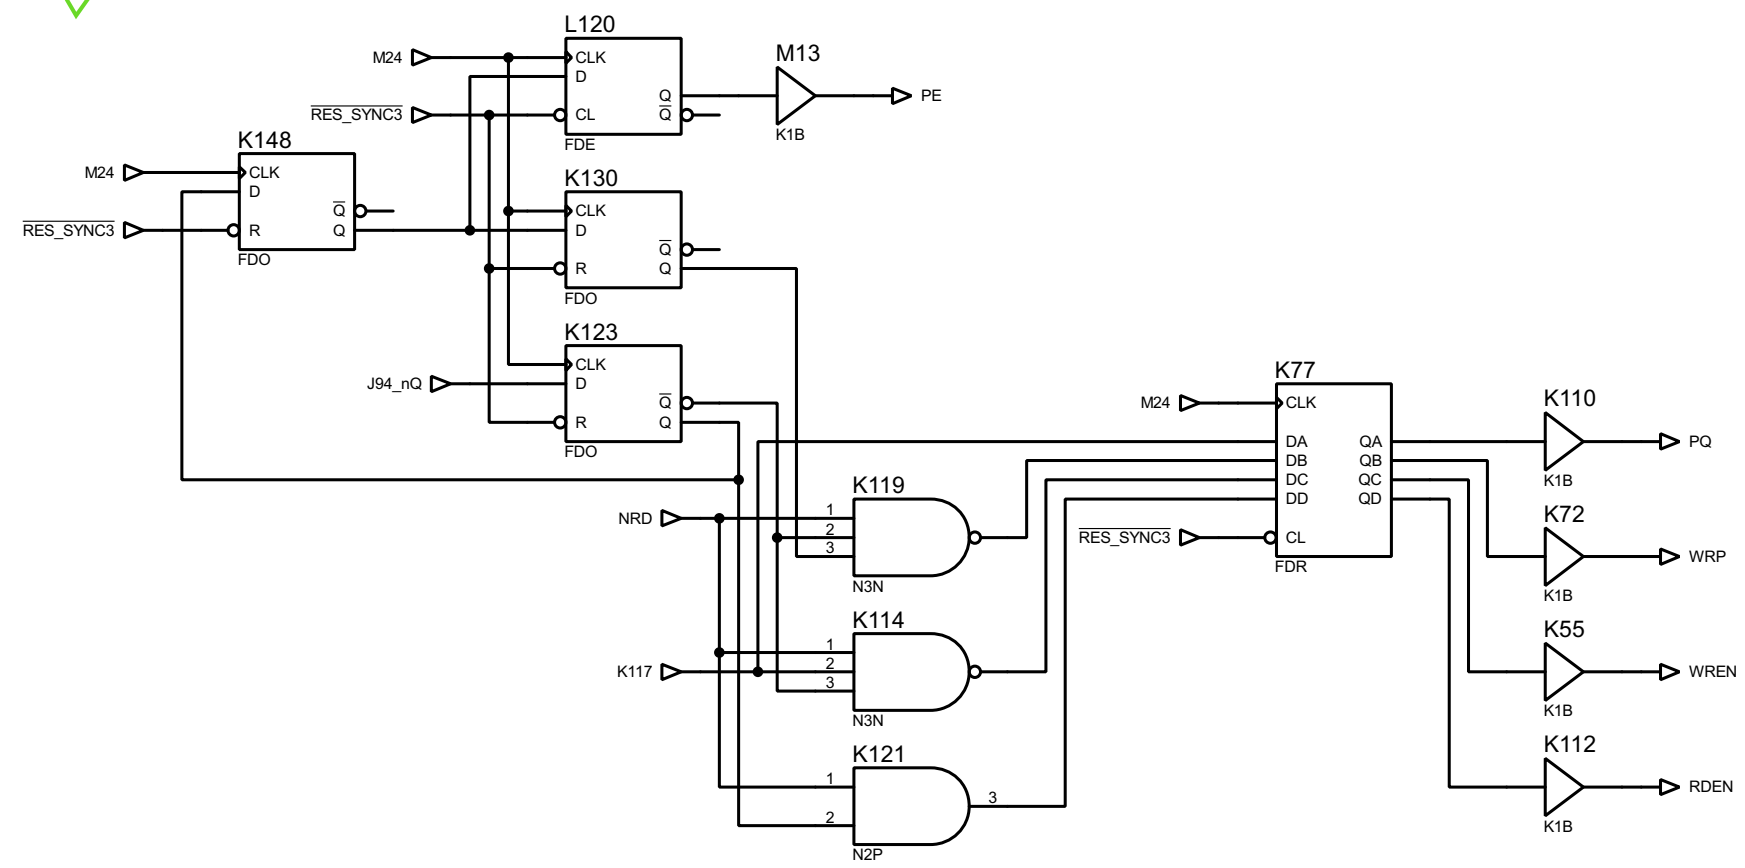 L120
M24
CLK
D
Q
M13
PE
RES_SYNC3
CL
Q
K1B
FDE
K148
M24
CLK
D
Q
RES_SYNC3
R
Q
FDO
K130
CLK
D
Q
R
Q
FDO
K123
CLK
J94_nQ
D
Q
R
Q
FDO
K77
M24
CLK
DA
QA
DB
QB
DC
QC
DD
QD
RES_SYNC3
CL
FDR
K110
PQ
K1B
K72
WRP
K1B
K55
WREN
K1B
K112
RDEN
K1B
K119
NRD
1
2
3
N3N
K114
K117
1
2
3
N3N
K121
1
3
2
N2P